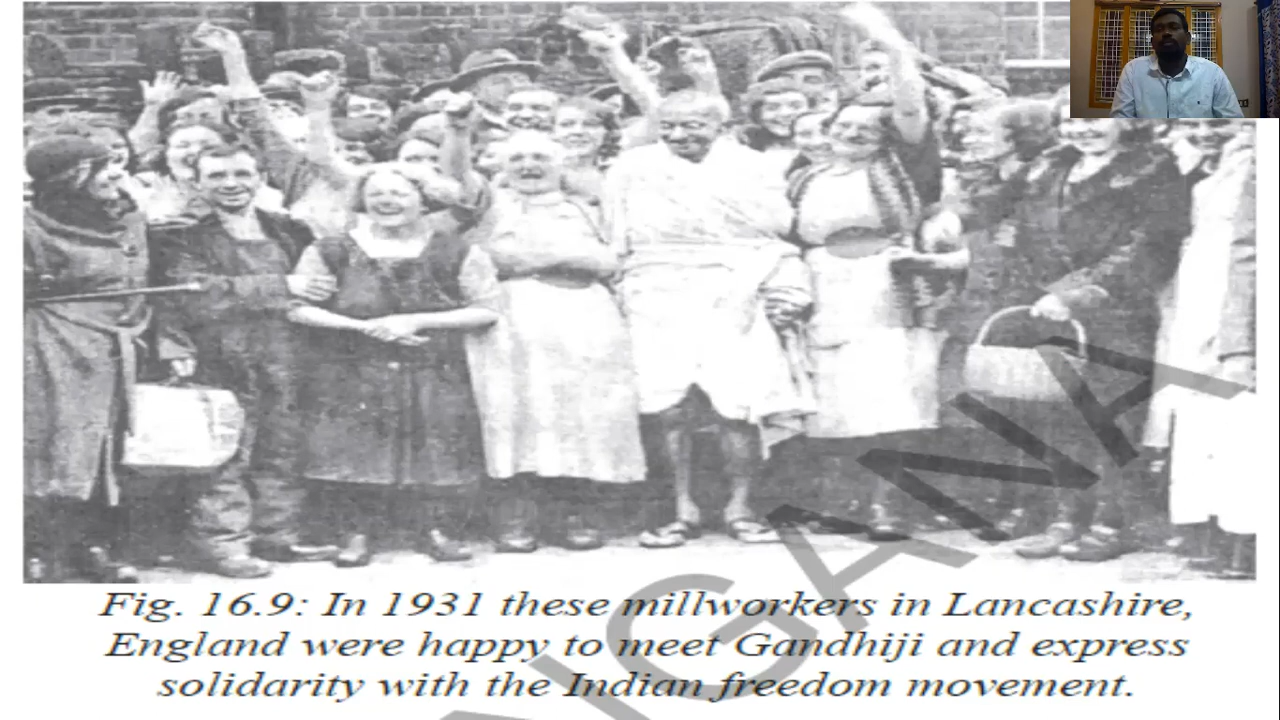 Fig. 16.9: In 1931 these millworkers in Lancashire,
England were happy to meet Gandhiji and express
solidarity with the Indian freedom movement.